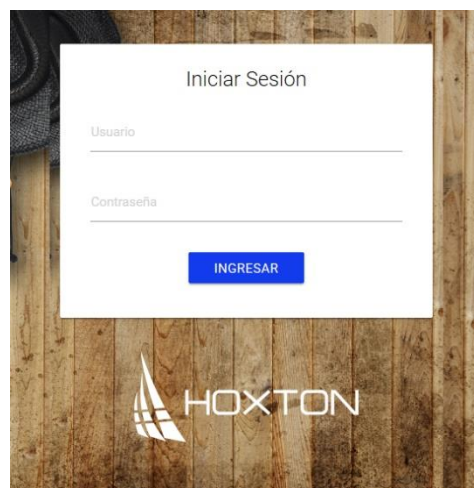 Iniciar Sesión
Usuario
Contraseña
INGRESAR
HOXTON